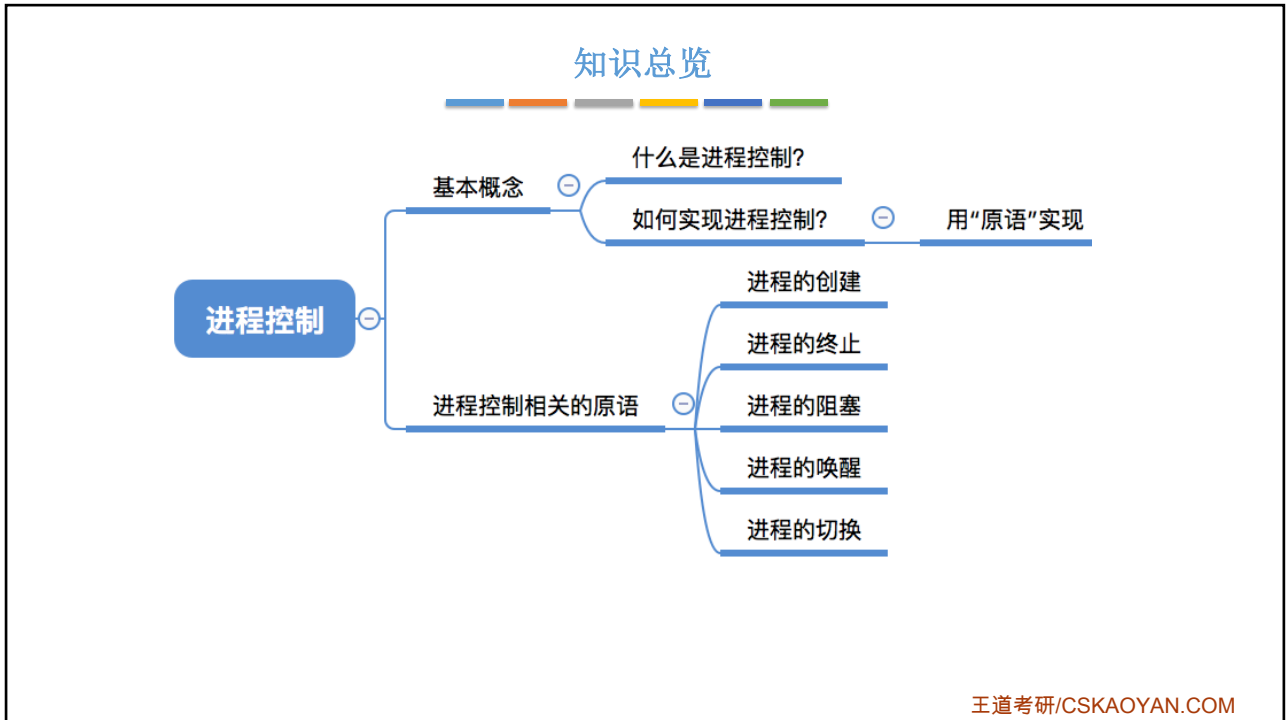 知识总览
什么是进程控制?
基本概念
如何实现进程控制?
用“原语”实现
进程的创建
进程控制
进程的终止
进程控制相关的原语
进程的阻塞
进程的唤醒
进程的切换
王道考研/CSKAOYAN.COM